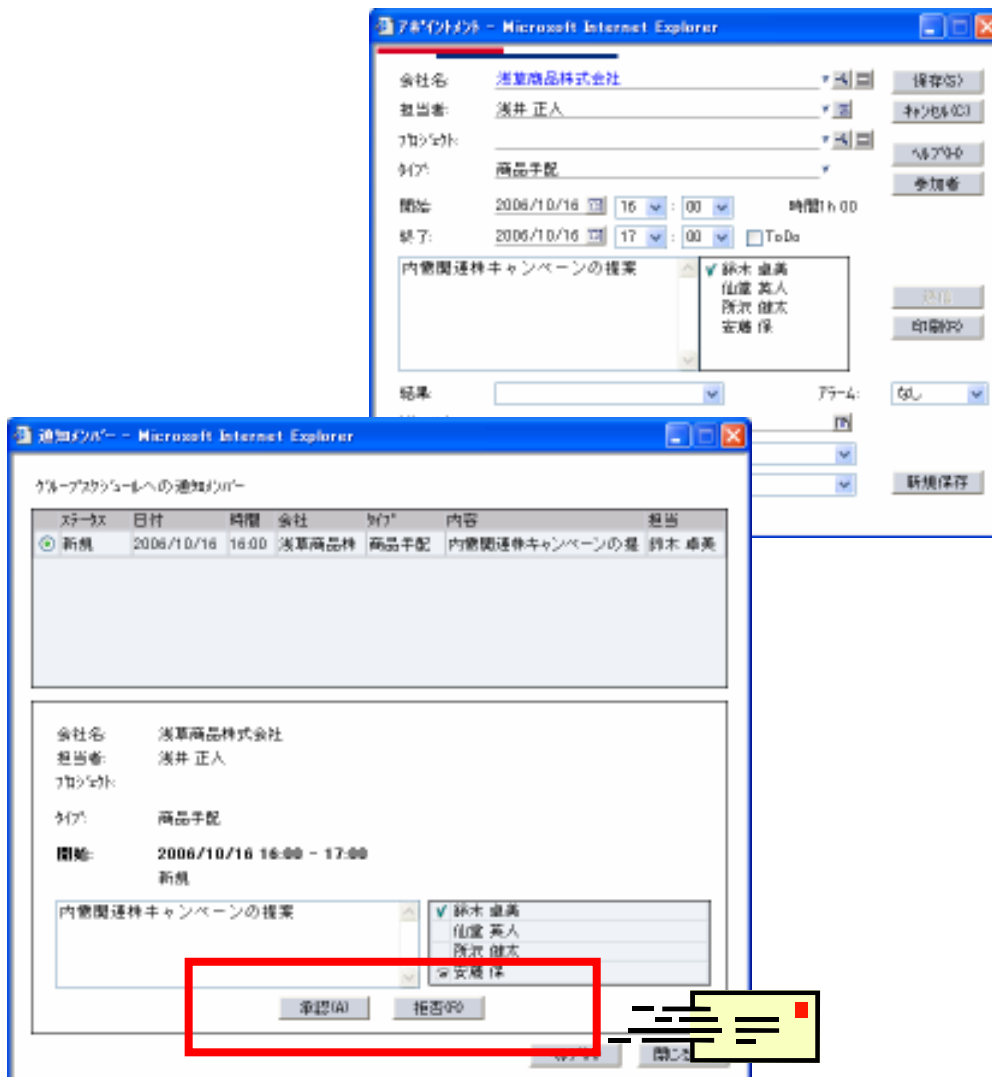 アポイントメント - Microsoft Internet Explorer
会社名: 浅草商品株式会社 保存(S)
担当者: 浅井 正人 キャンセル(C)
プロジェクト: ヘルプ(H)
タイプ: 商品手配 参加者
開始: 2006/10/16 16 : 00 時間1h 00
終了: 2006/10/16 17 : 00 ToDo
内需関連株キャンペーンの提案
鈴木 卓美
仙堂 英人
所沢 健太
安藤 保
送信
印刷(R)
結果: アラーム: なし
新規保存
通知メンバー - Microsoft Internet Explorer
グループスケジュールへの通知メンバー
ステータス 日付 時間 会社 タイプ 内容 担当
新規 2006/10/16 16:00 浅草商品株 商品手配 内需関連株キャンペーンの提 鈴木 卓美
会社名: 浅草商品株式会社
担当者: 浅井 正人
プロジェクト:
タイプ: 商品手配
開始: 2006/10/16 16:00 - 17:00
新規
内需関連株キャンペーンの提案
鈴木 卓美
仙堂 英人
所沢 健太
安藤 保
承認(A) 拒否(R)